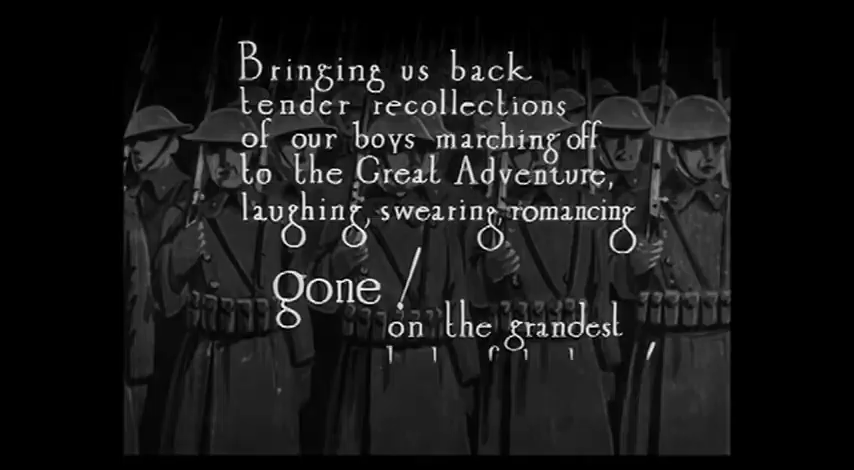 Bringing us back
tender recollections
of our boys marching off
to the Great Adventure,
laughing, swearing, romancing
gone!
on the grandest